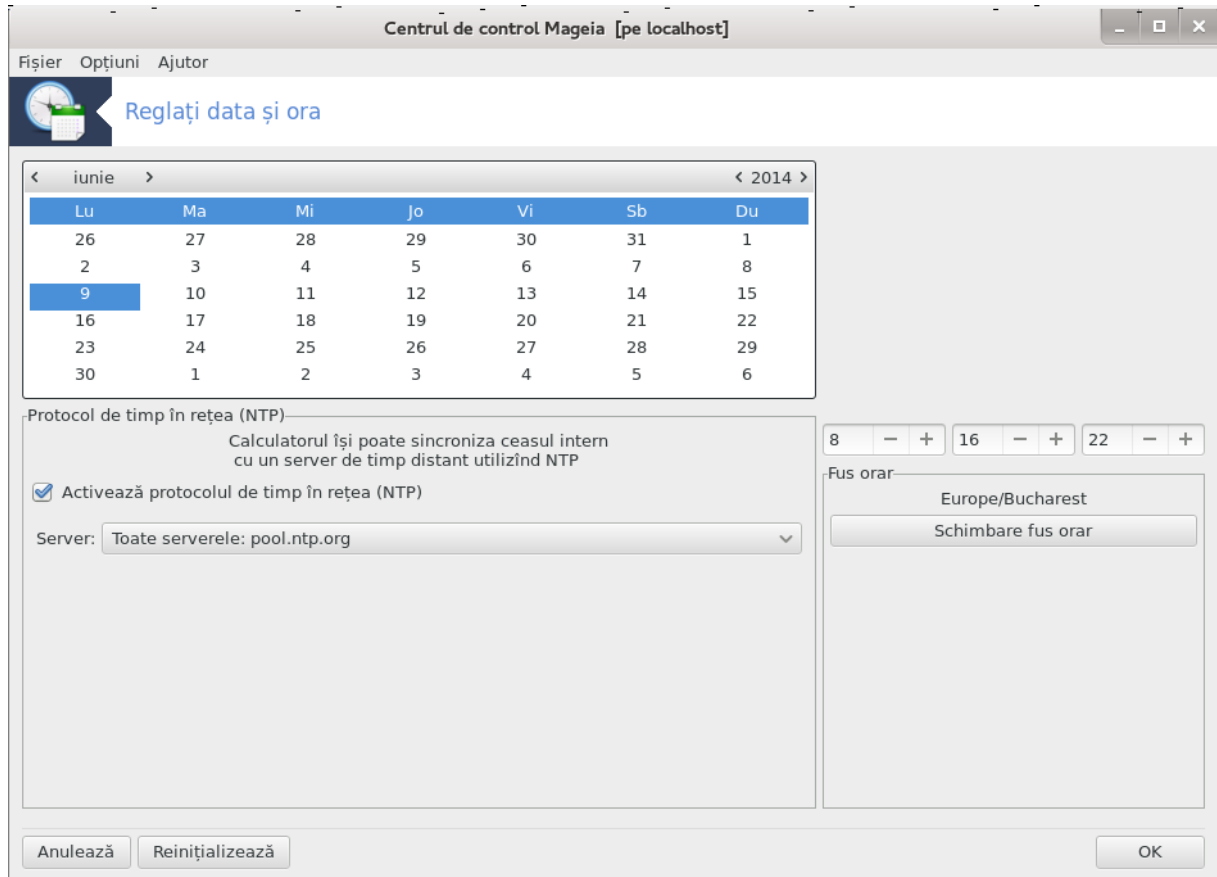 Centrul de control Mageia [pe localhost]
Fișier Opțiuni Ajutor
Reglați data și ora
< iunie > < 2014 >
Lu Ma Mi Jo Vi Sb Du
26 27 28 29 30 31 1
2 3 4 5 6 7 8
9 10 11 12 13 14 15
16 17 18 19 20 21 22
23 24 25 26 27 28 29
30 1 2 3 4 5 6
Protocol de timp în rețea (NTP)
Calculatorul își poate sincroniza ceasul intern
cu un server de timp distant utilizînd NTP
Activează protocolul de timp în rețea (NTP)
Server: Toate serverele: pool.ntp.org
8 − + 16 − + 22 − +
Fus orar
Europe/Bucharest
Schimbare fus orar
Anulează Reinițializează OK